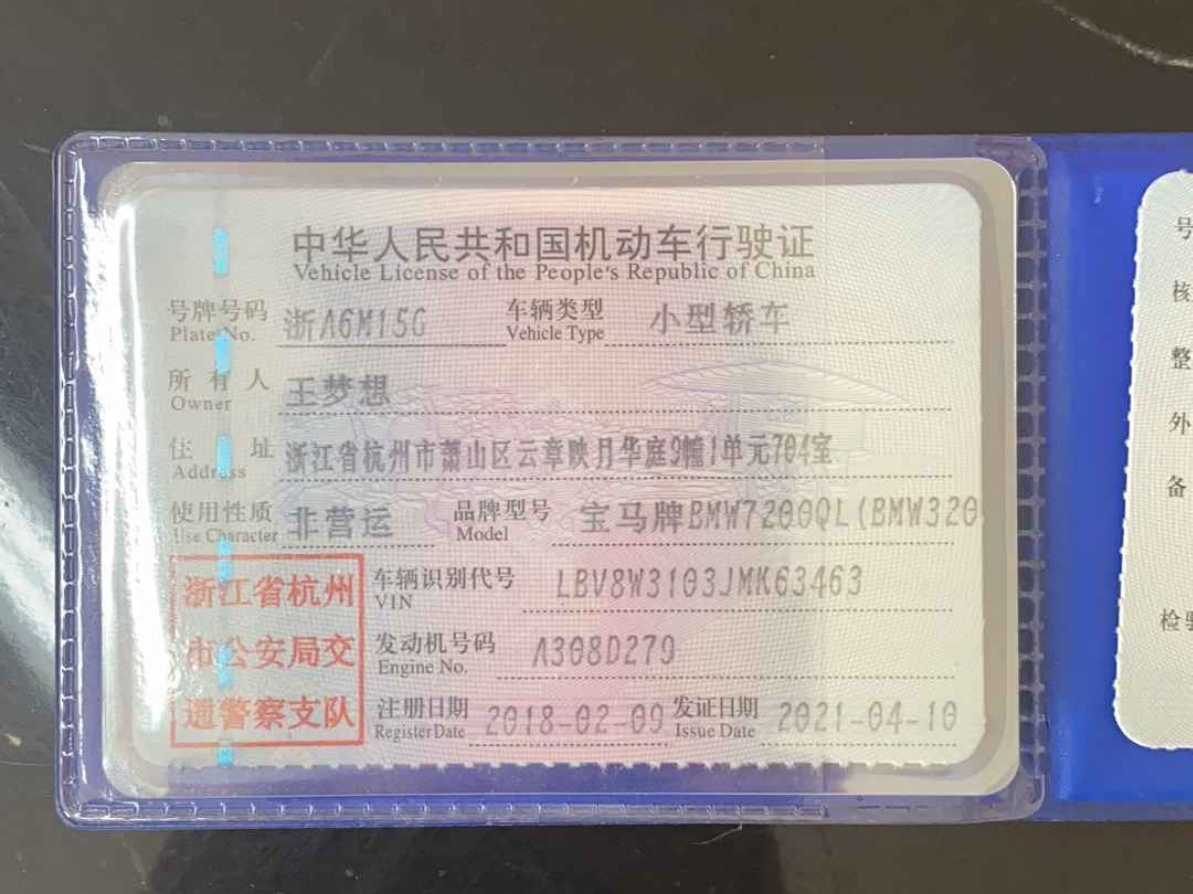 中华人民共和国机动车行驶证
Vehicle License of the People's Republic of China
号牌号码 浙A6M15G 车辆类型 小型轿车
Plate No. Vehicle Type
所有人 王梦想
Owner
住址 浙江省杭州市萧山区云章映月华庭9幢1单元704室
Address
使用性质 非营运 品牌型号 宝马牌BMW7200QL(BMW320
Use Character Model
浙江省杭州
市公安局交
通警察支队
车辆识别代号 LBV8W3103JMK63463
VIN
发动机号码 A308D279
Engine No.
注册日期 2018-02-09 发证日期 2021-04-10
Register Date Issue Date
号
核
整
外
备
检验